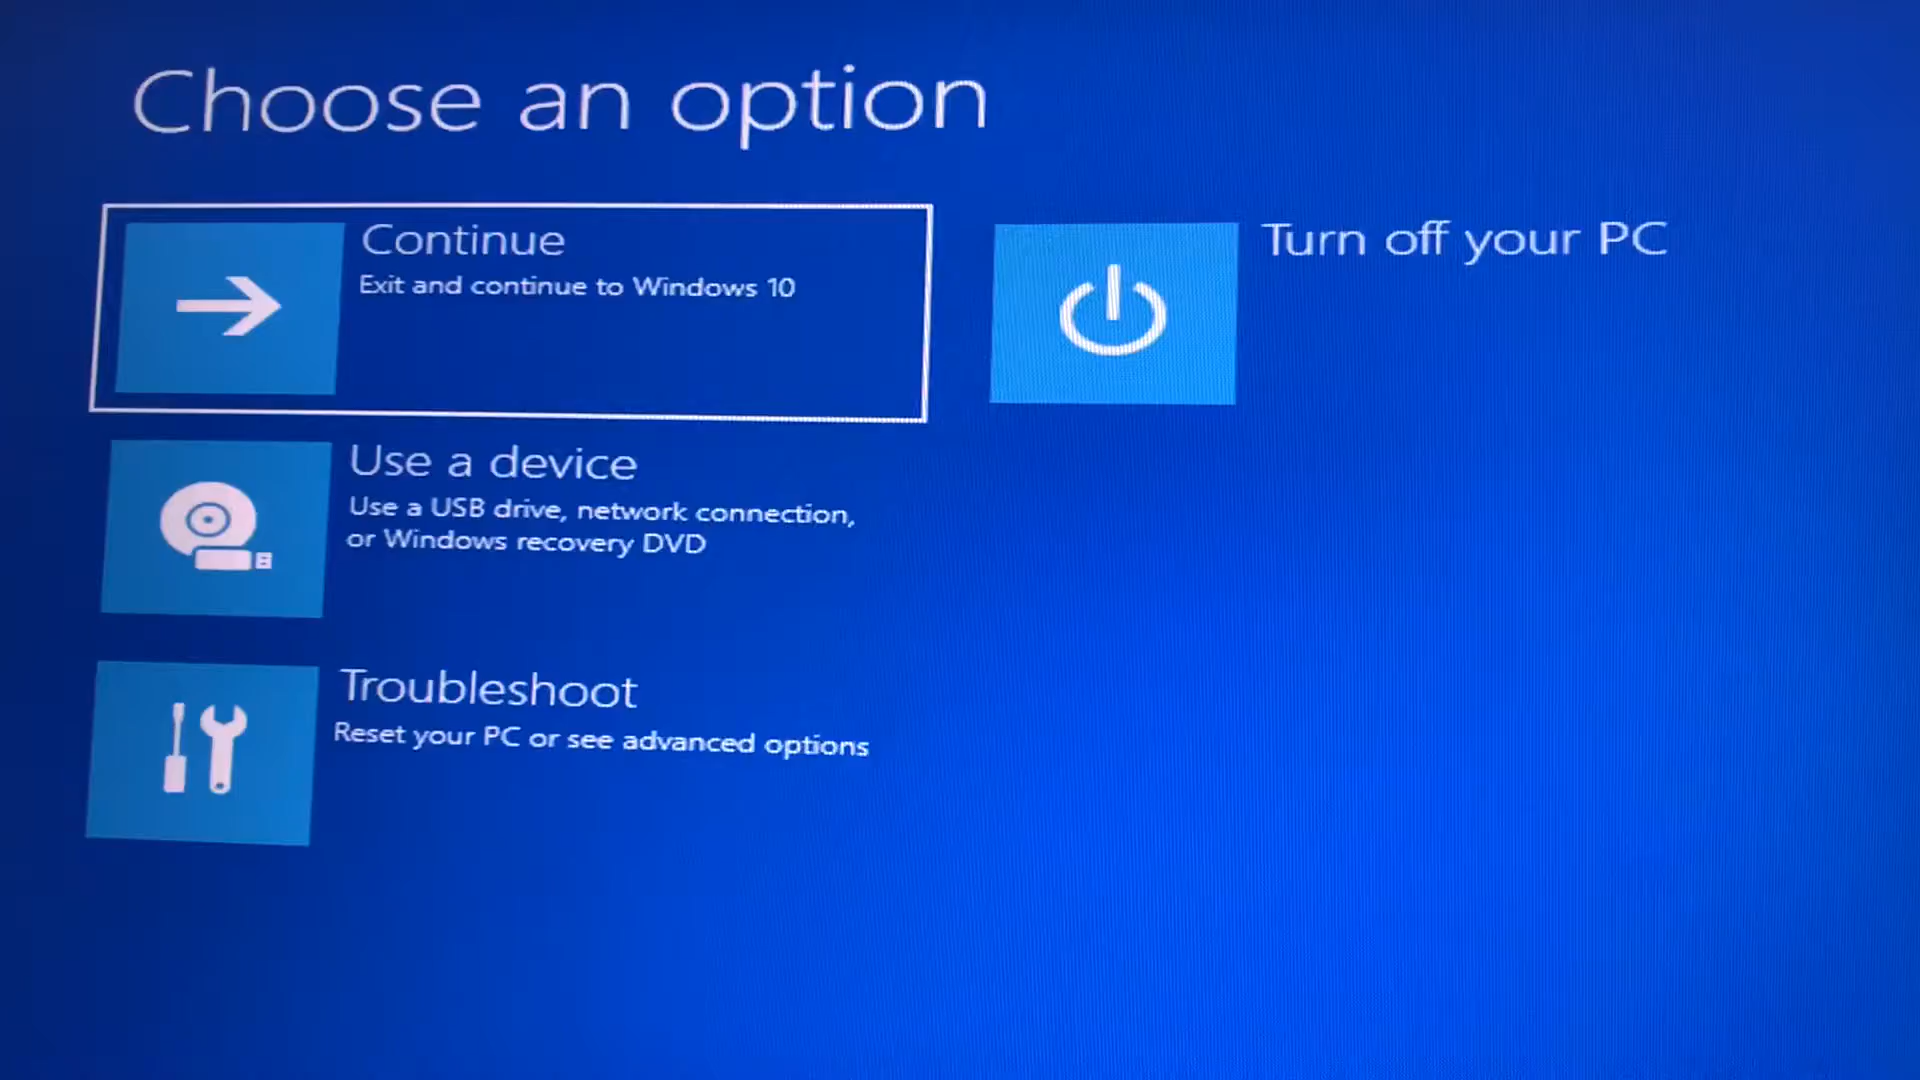 Choose an option
Continue
Exit and continue to Windows 10
Turn off your PC
Use a device
Use a USB drive, network connection,
or Windows recovery DVD
Troubleshoot
Reset your PC or see advanced options